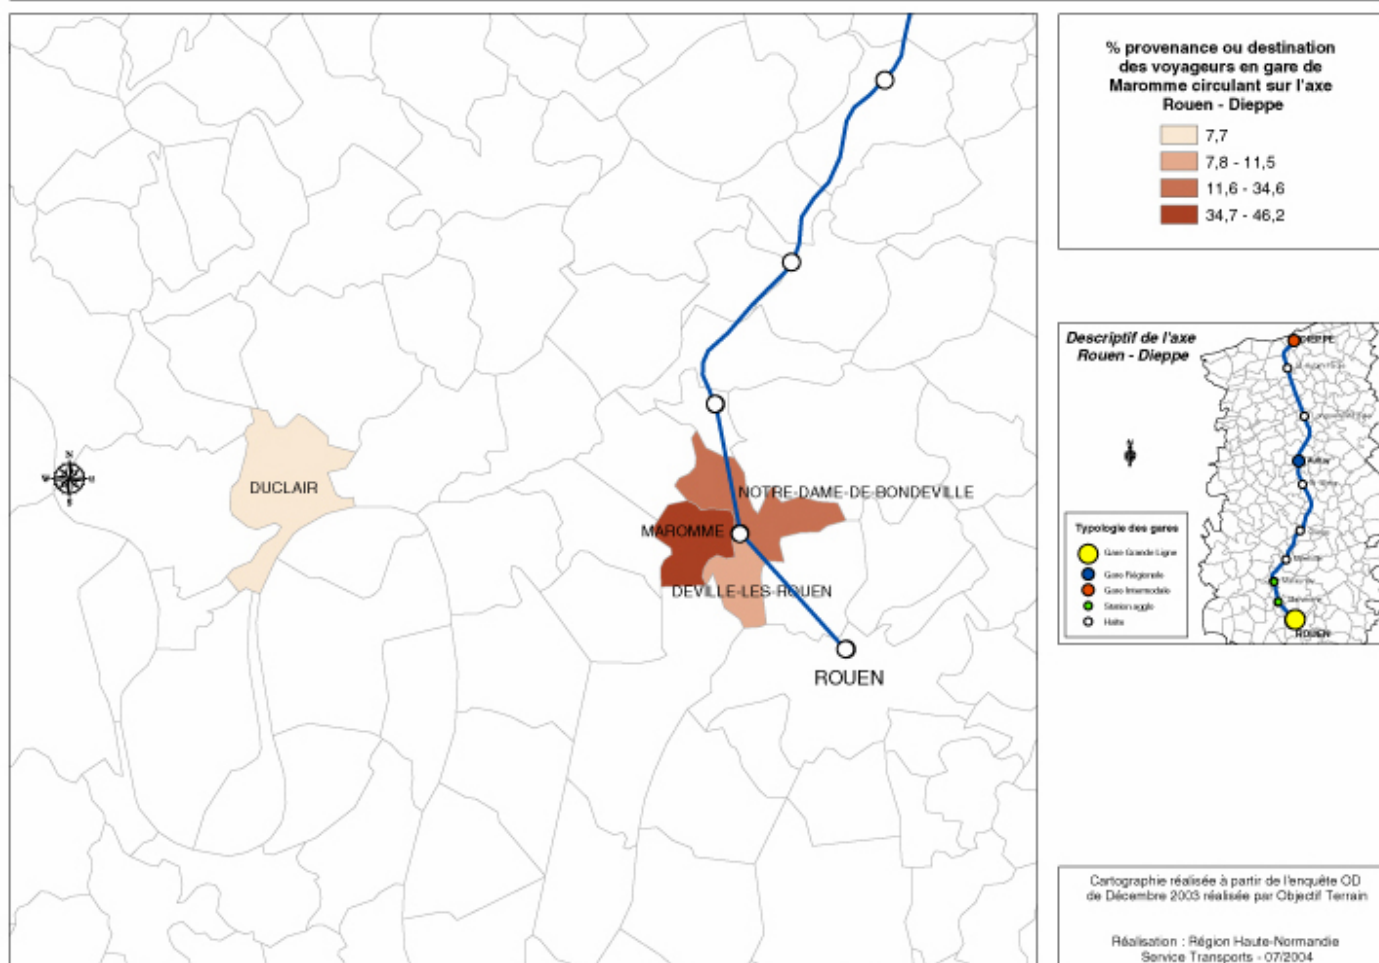 % provenance ou destination
des voyageurs en gare de
Maromme circulant sur l'axe
Rouen - Dieppe
7,7
7,8 - 11,5
11,6 - 34,6
34,7 - 46,2
DUCLAIR
NOTRE-DAME-DE-BONDEVILLE
MAROMME
DEVILLE-LES-ROUEN
ROUEN
N
S
Descriptif de l'axe
Rouen - Dieppe
DIEPPE
ROUEN
Typologie des gares
Gare Grande Ligne
Gare Régionale
Gare Intermodale
Station agglo
Halte
Cartographie réalisée à partir de l'enquête OD
de Décembre 2003 réalisée par Objectif Terrain
Réalisation : Région Haute-Normandie
Service Transports - 07/2004